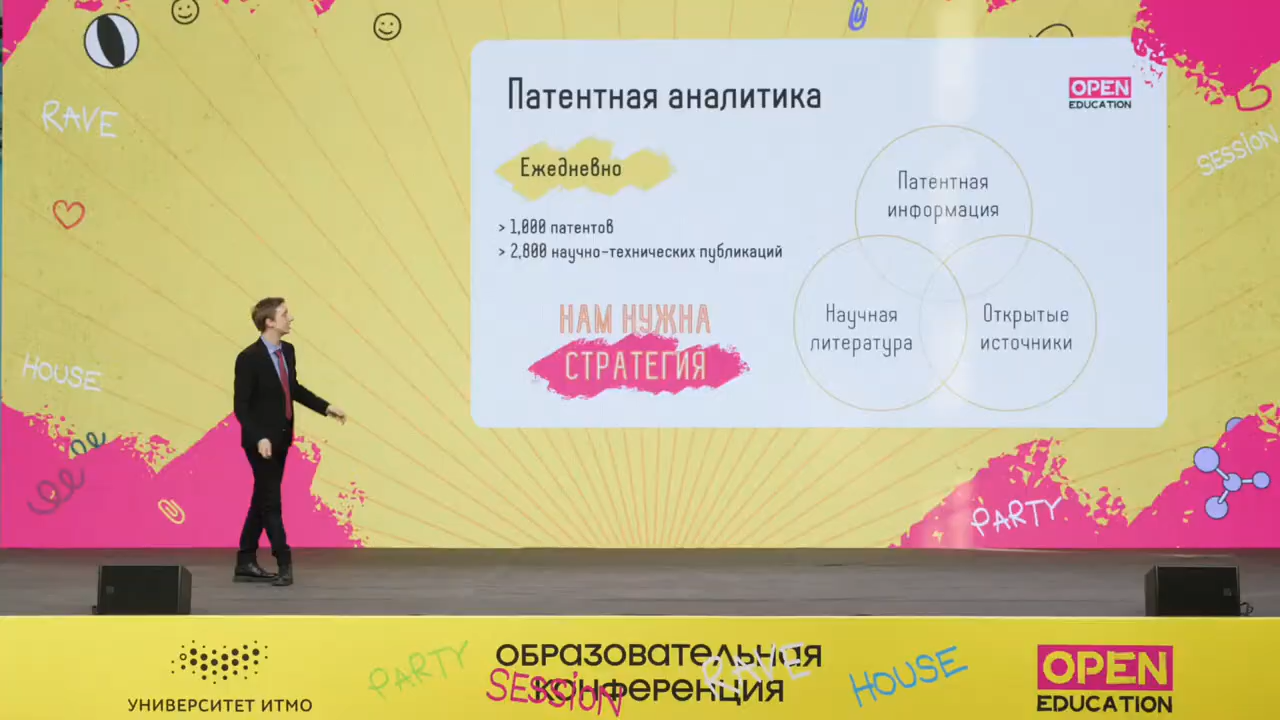 RAVE
SESSION
HOUSE
PARTY
Патентная аналитика
OPEN
EDUCATION
Ежедневно
> 1,000 патентов
> 2,800 научно-технических публикаций
НАМ НУЖНА
СТРАТЕГИЯ
Патентная
информация
Научная
литература
Открытые
источники
УНИВЕРСИТЕТ ИТМО
PARTY
SESSION
ОБРАЗОВАТЕЛЬНАЯ
КОНФЕРЕНЦИЯ
RAVE
HOUSE
OPEN
EDUCATION